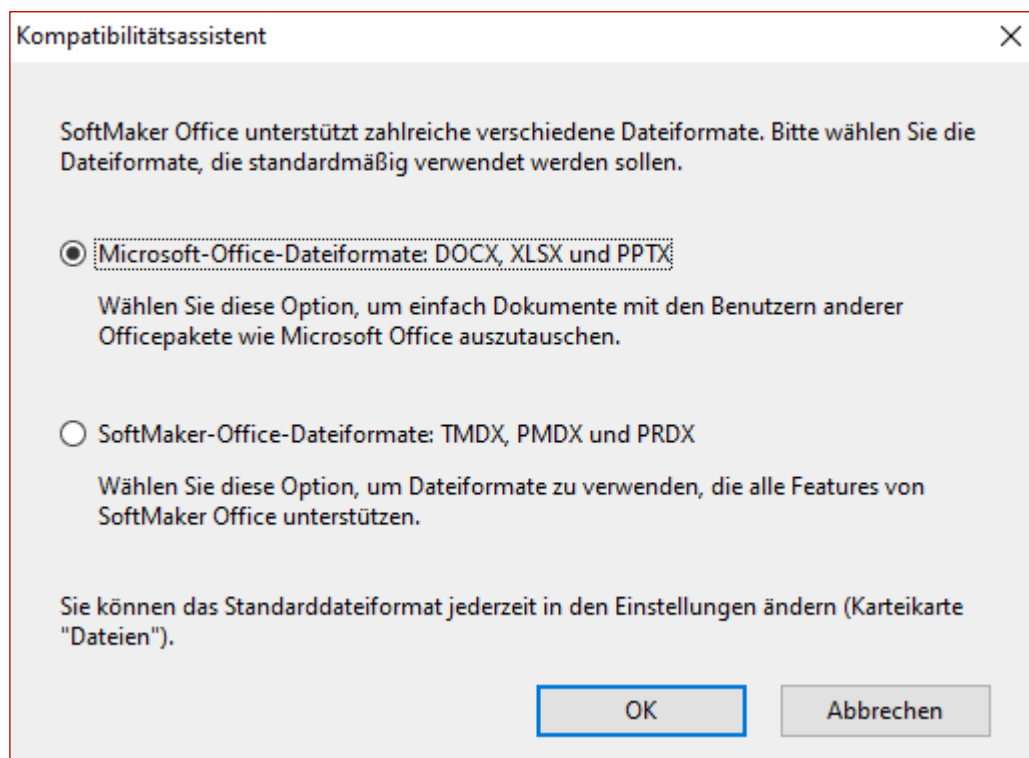 Kompatibilitätsassistent
SoftMaker Office unterstützt zahlreiche verschiedene Dateiformate. Bitte wählen Sie die
Dateiformate, die standardmäßig verwendet werden sollen.
Microsoft-Office-Dateiformate: DOCX, XLSX und PPTX
Wählen Sie diese Option, um einfach Dokumente mit den Benutzern anderer
Officepakete wie Microsoft Office auszutauschen.
SoftMaker-Office-Dateiformate: TMDX, PMDX und PRDX
Wählen Sie diese Option, um Dateiformate zu verwenden, die alle Features von
SoftMaker Office unterstützen.
Sie können das Standarddateiformat jederzeit in den Einstellungen ändern (Karteikarte
"Dateien").
OK
Abbrechen